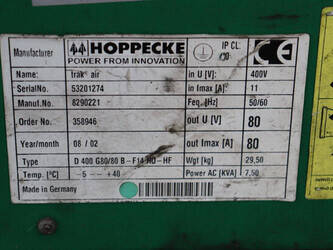 Manufacturer HOPPECKE IP CL:
POWER FROM INNOVATION CE
Name: trak air in U [V]: 400V
SerialNo. 53201274 in Imax [A] 11
Manuf. No. 8290221 Feq. [Hz] 50/60
Order No. 358946 out U [V] 80
Year/month 08 / 02 out Imax [A] 80
Type D 400 G80/80 B - F14 HO - HF Wgt [kg] 29,50
Temp. [°C] - 5 --- +40 Power AC [KVA] 7,50
Made in Germany